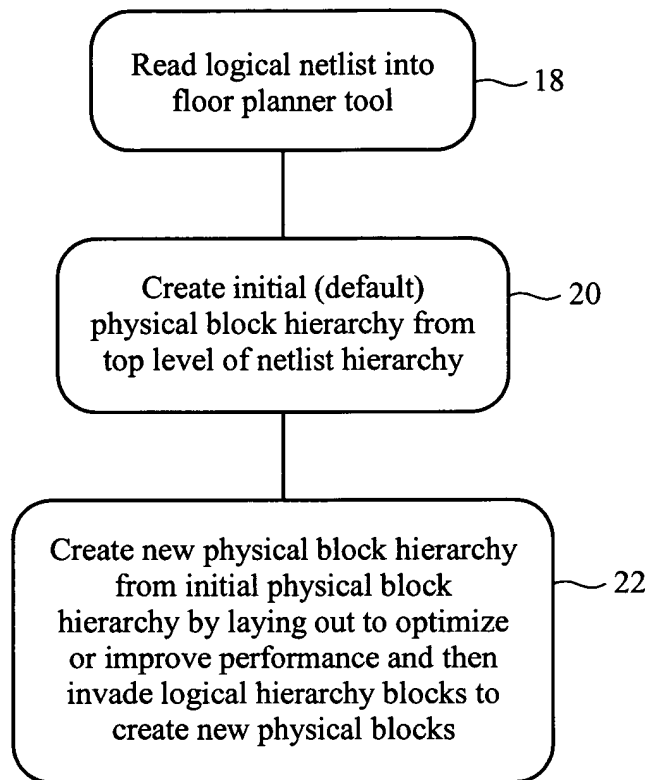 Read logical netlist into
floor planner tool
18
Create initial (default)
physical block hierarchy from
top level of netlist hierarchy
20
Create new physical block hierarchy
from initial physical block
hierarchy by laying out to optimize
or improve performance and then
invade logical hierarchy blocks to
create new physical blocks
22